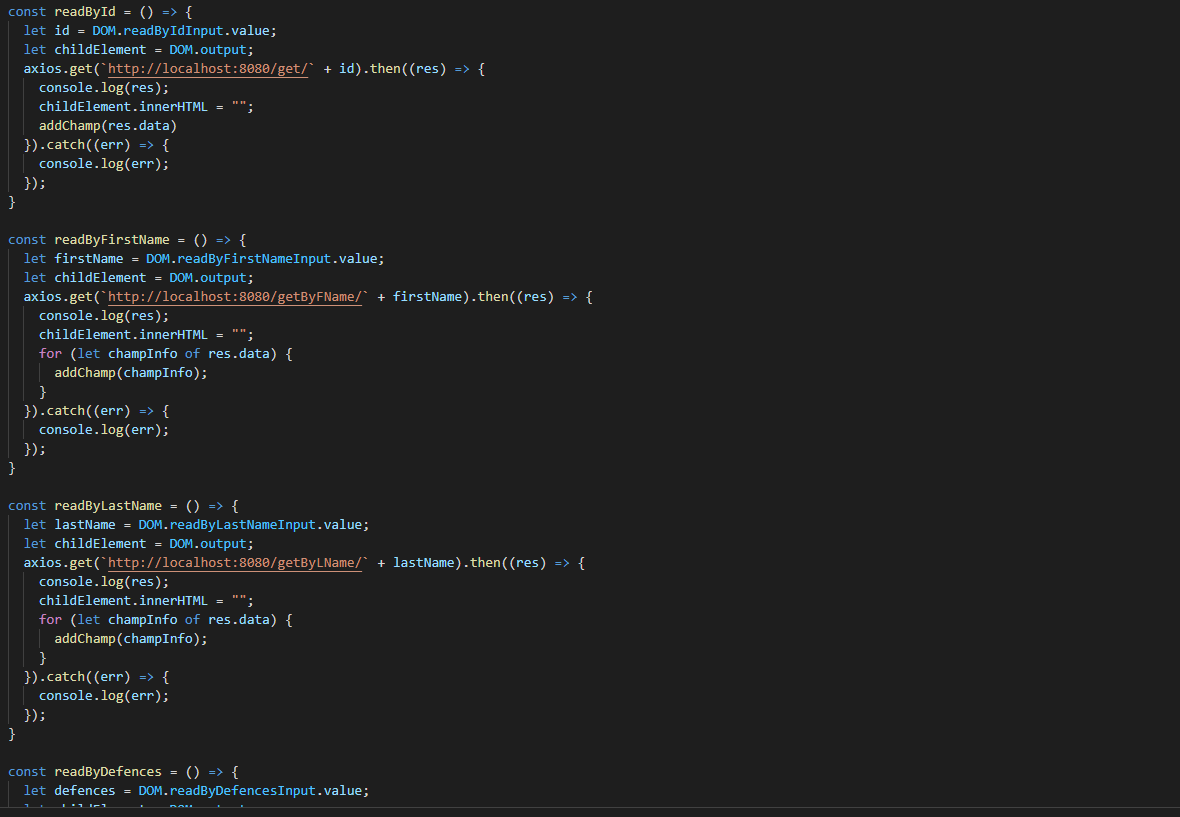 const readById = () => {
  let id = DOM.readByIdInput.value;
  let childElement = DOM.output;
  axios.get(`http://localhost:8080/get/` + id).then((res) => {
    console.log(res);
    childElement.innerHTML = "";
    addChamp(res.data)
  }).catch((err) => {
    console.log(err);
  });
}

const readByFirstName = () => {
  let firstName = DOM.readByFirstNameInput.value;
  let childElement = DOM.output;
  axios.get(`http://localhost:8080/getByFName/` + firstName).then((res) => {
    console.log(res);
    childElement.innerHTML = "";
    for (let champInfo of res.data) {
      addChamp(champInfo);
    }
  }).catch((err) => {
    console.log(err);
  });
}

const readByLastName = () => {
  let lastName = DOM.readByLastNameInput.value;
  let childElement = DOM.output;
  axios.get(`http://localhost:8080/getByLName/` + lastName).then((res) => {
    console.log(res);
    childElement.innerHTML = "";
    for (let champInfo of res.data) {
      addChamp(champInfo);
    }
  }).catch((err) => {
    console.log(err);
  });
}

const readByDefences = () => {
  let defences = DOM.readByDefencesInput.value;